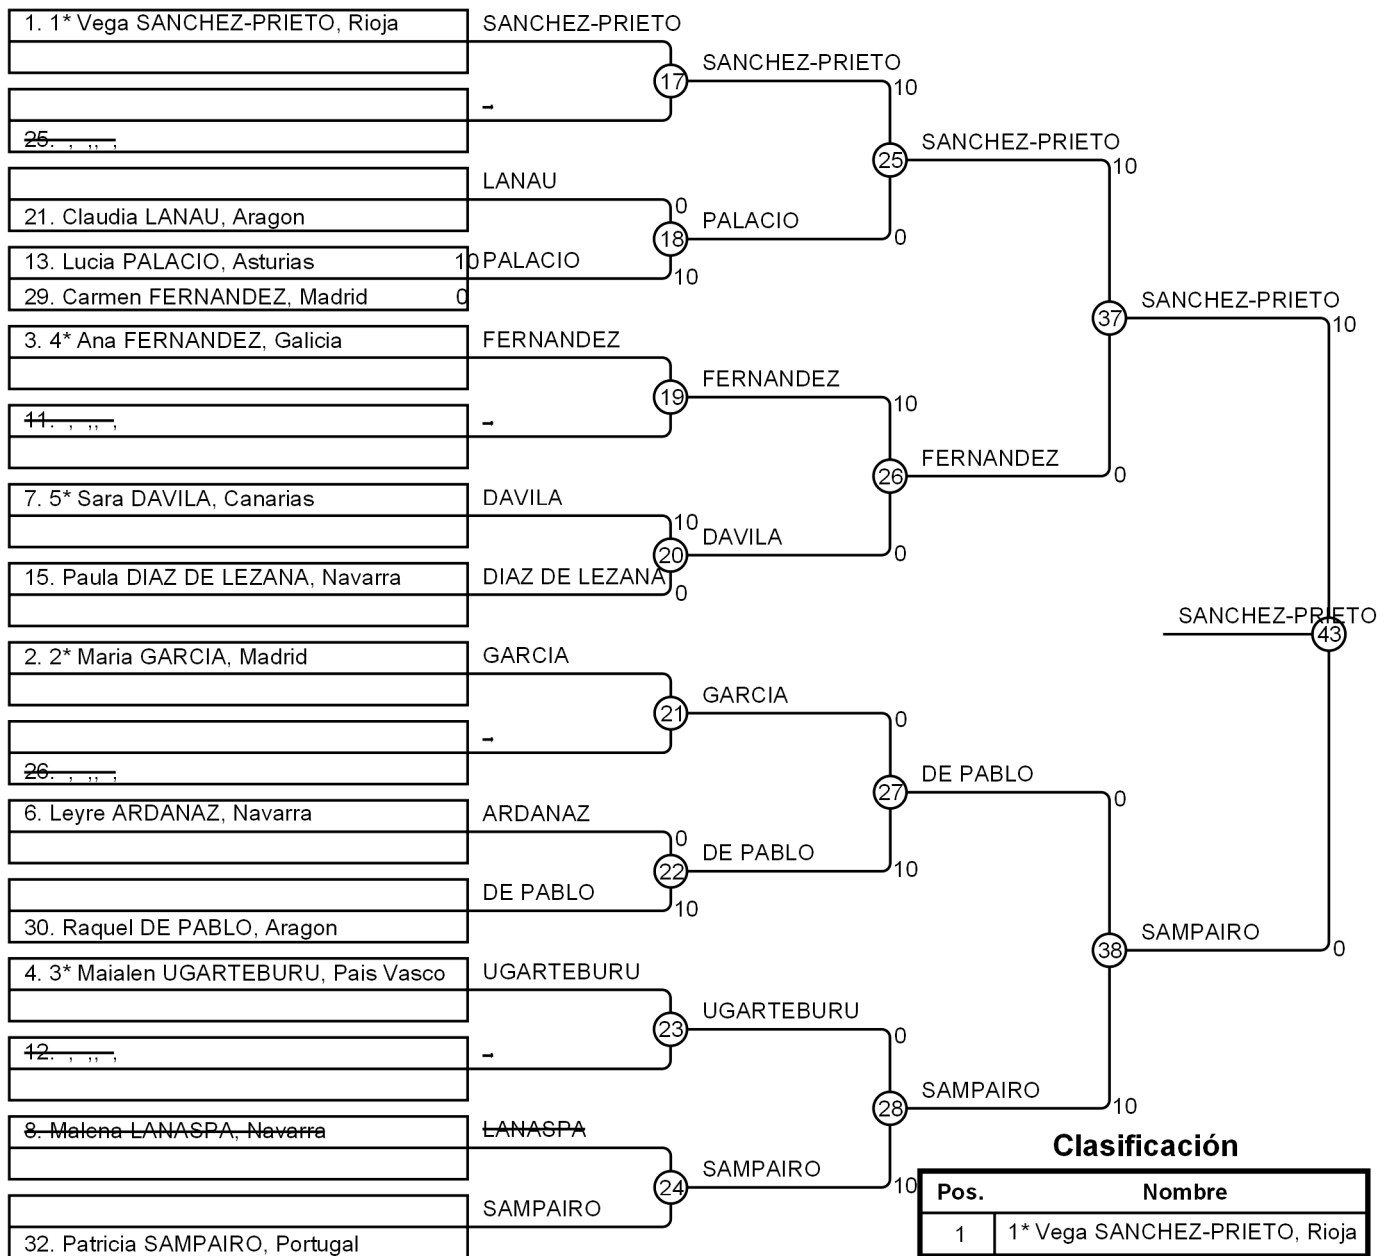 1. 1* Vega SANCHEZ-PRIETO, Rioja
SANCHEZ-PRIETO
17
SANCHEZ-PRIETO
10
25. , ,, ,
25
SANCHEZ-PRIETO
10
LANAU
0
21. Claudia LANAU, Aragon
18
PALACIO
0
13. Lucia PALACIO, Asturias 10
PALACIO
10
29. Carmen FERNANDEZ, Madrid 0
37
SANCHEZ-PRIETO
10
3. 4* Ana FERNANDEZ, Galicia
FERNANDEZ
19
FERNANDEZ
10
11. , ,, ,
26
FERNANDEZ
0
7. 5* Sara DAVILA, Canarias
DAVILA
10
20
DAVILA
0
15. Paula DIAZ DE LEZANA, Navarra
DIAZ DE LEZANA
0
SANCHEZ-PRIETO
43
2. 2* Maria GARCIA, Madrid
GARCIA
21
GARCIA
0
26. , ,, ,
27
DE PABLO
0
6. Leyre ARDANAZ, Navarra
ARDANAZ
0
22
DE PABLO
10
DE PABLO
10
30. Raquel DE PABLO, Aragon
38
SAMPAIRO
0
4. 3* Maialen UGARTEBURU, Pais Vasco
UGARTEBURU
23
UGARTEBURU
0
12. , ,, ,
28
SAMPAIRO
10
8. Malena LANASPA, Navarra
LANASPA
24
SAMPAIRO
10
SAMPAIRO
32. Patricia SAMPAIRO, Portugal
Clasificación
Pos. Nombre
1 1* Vega SANCHEZ-PRIETO, Rioja